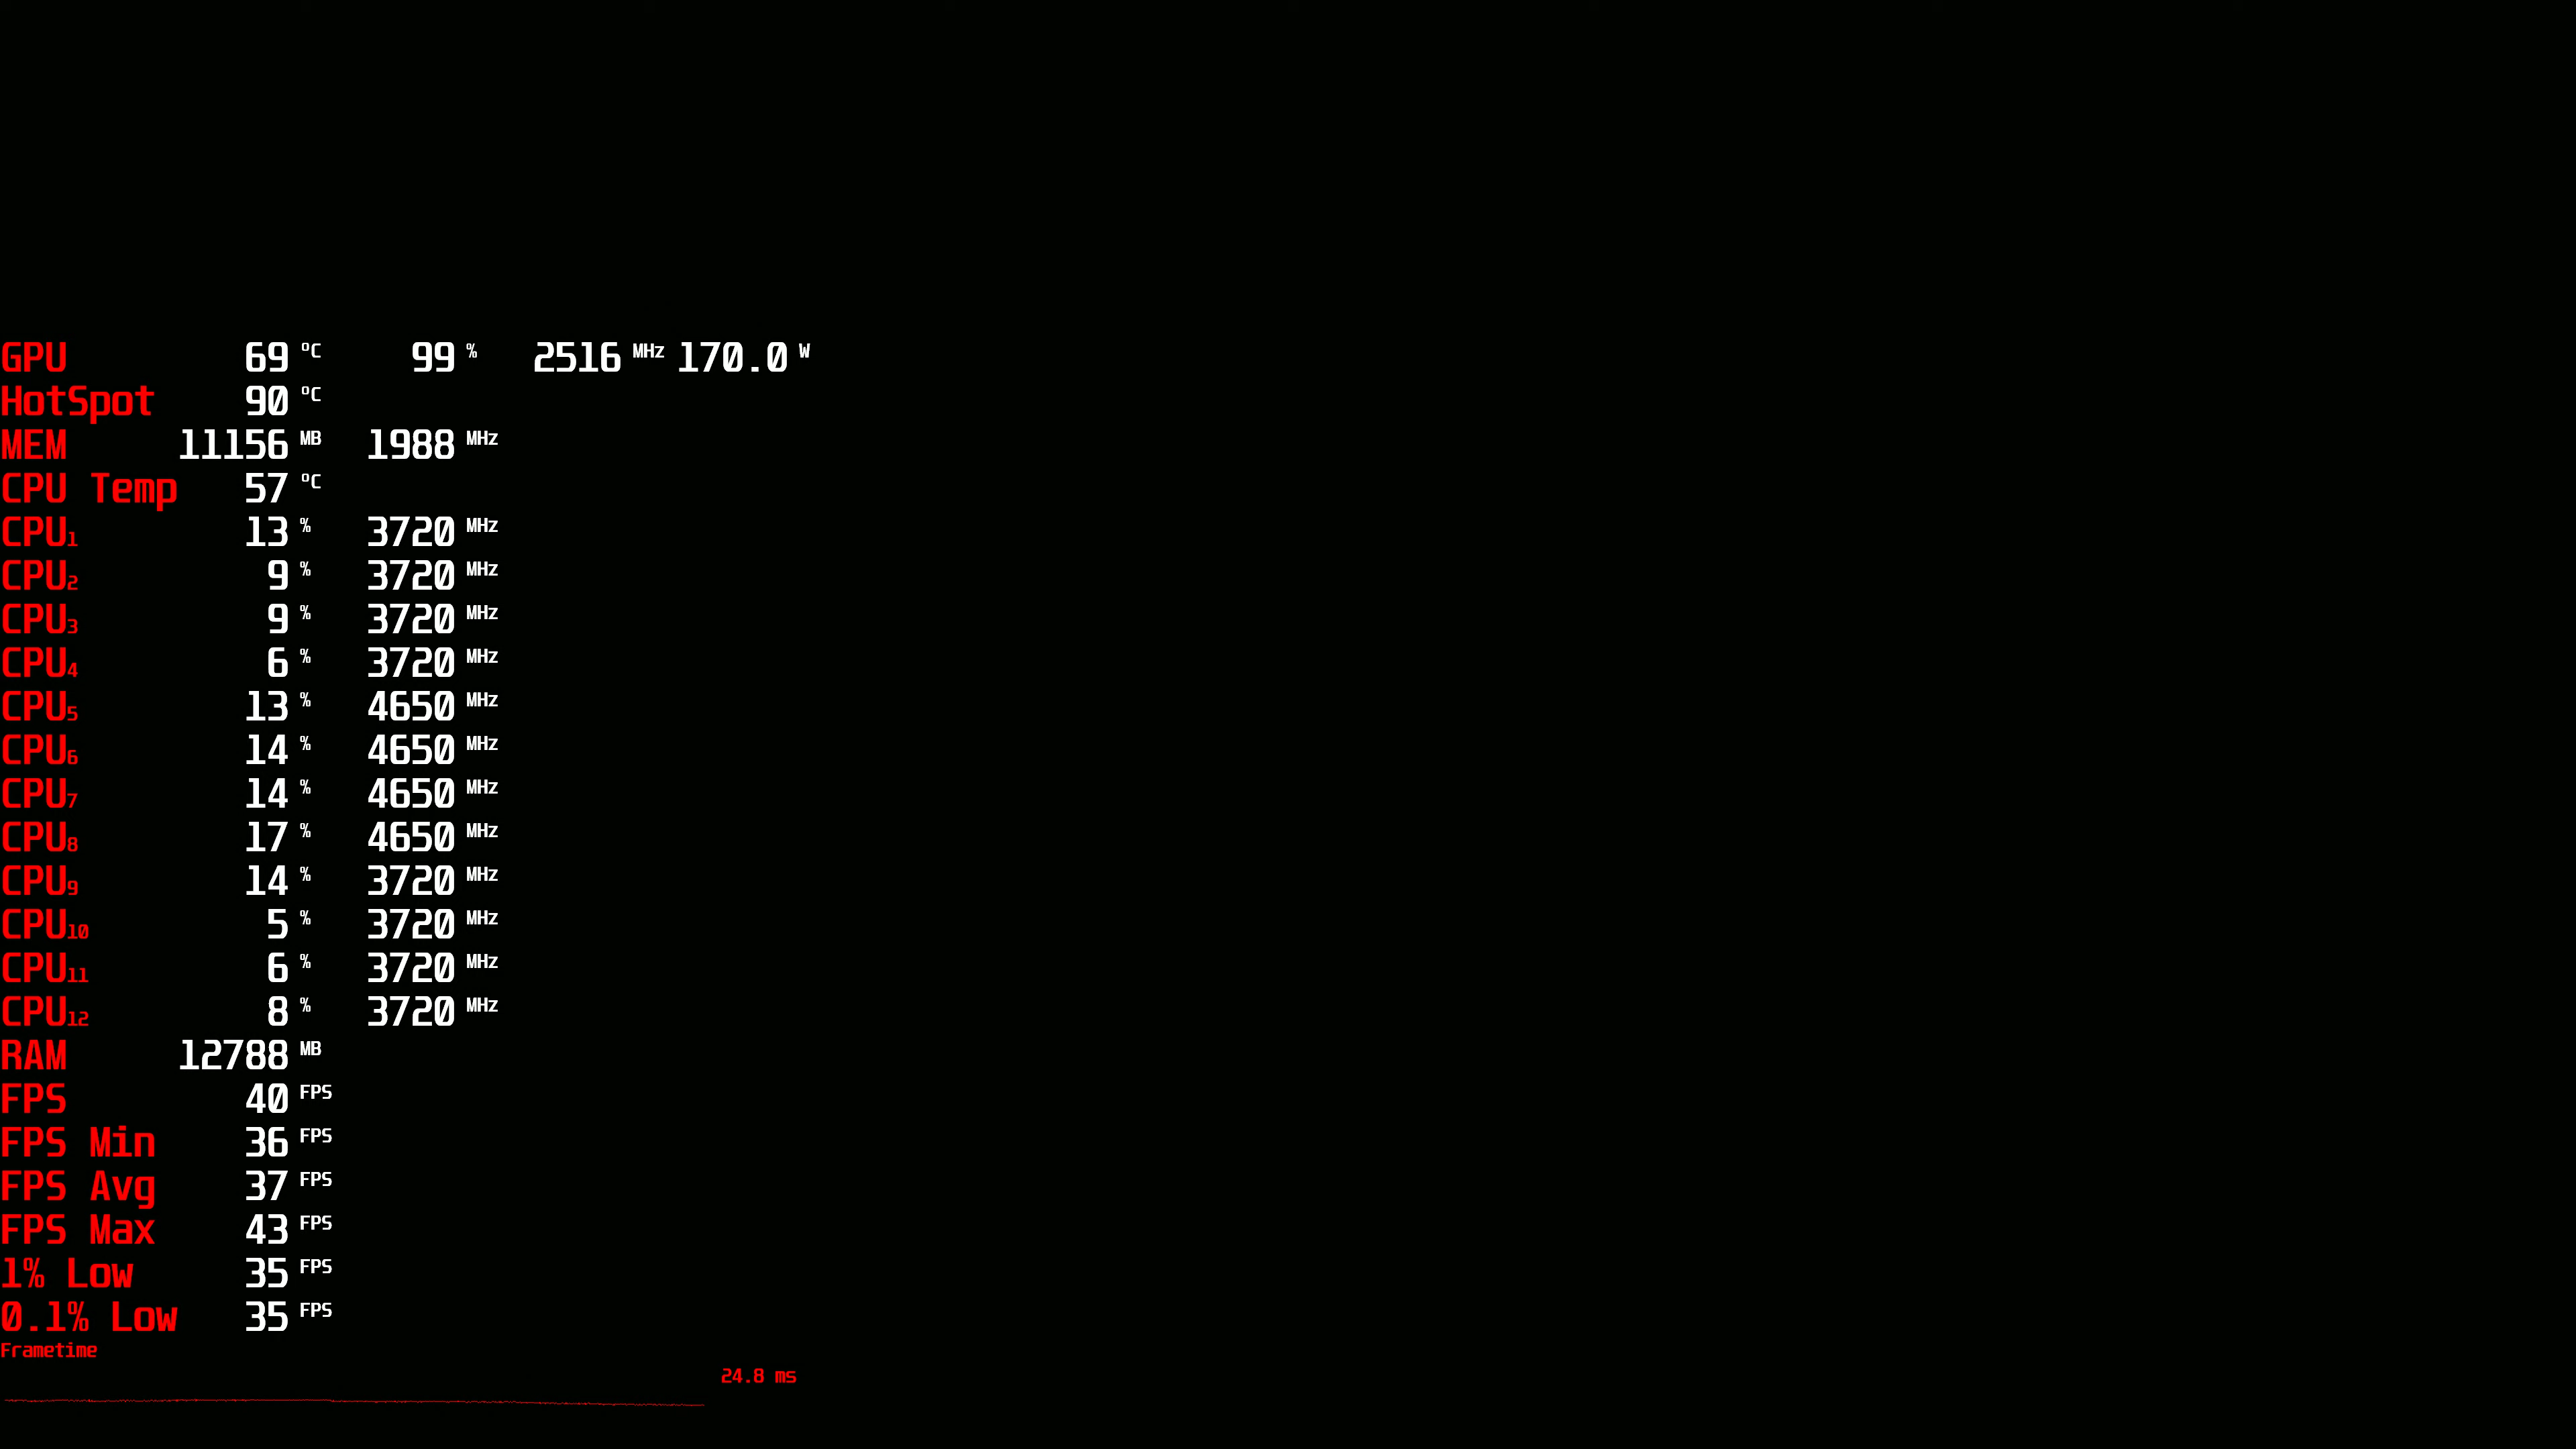 GPU 69 °C 99 % 2516 MHz 170.0 W
HotSpot 90 °C
MEM 11156 MB 1988 MHz
CPU Temp 57 °C
CPU1 13 % 3720 MHz
CPU2 9 % 3720 MHz
CPU3 9 % 3720 MHz
CPU4 6 % 3720 MHz
CPU5 13 % 4650 MHz
CPU6 14 % 4650 MHz
CPU7 14 % 4650 MHz
CPU8 17 % 4650 MHz
CPU9 14 % 3720 MHz
CPU10 5 % 3720 MHz
CPU11 6 % 3720 MHz
CPU12 8 % 3720 MHz
RAM 12788 MB
FPS 40 FPS
FPS Min 36 FPS
FPS Avg 37 FPS
FPS Max 43 FPS
1% Low 35 FPS
0.1% Low 35 FPS
Frametime
24.8 ms